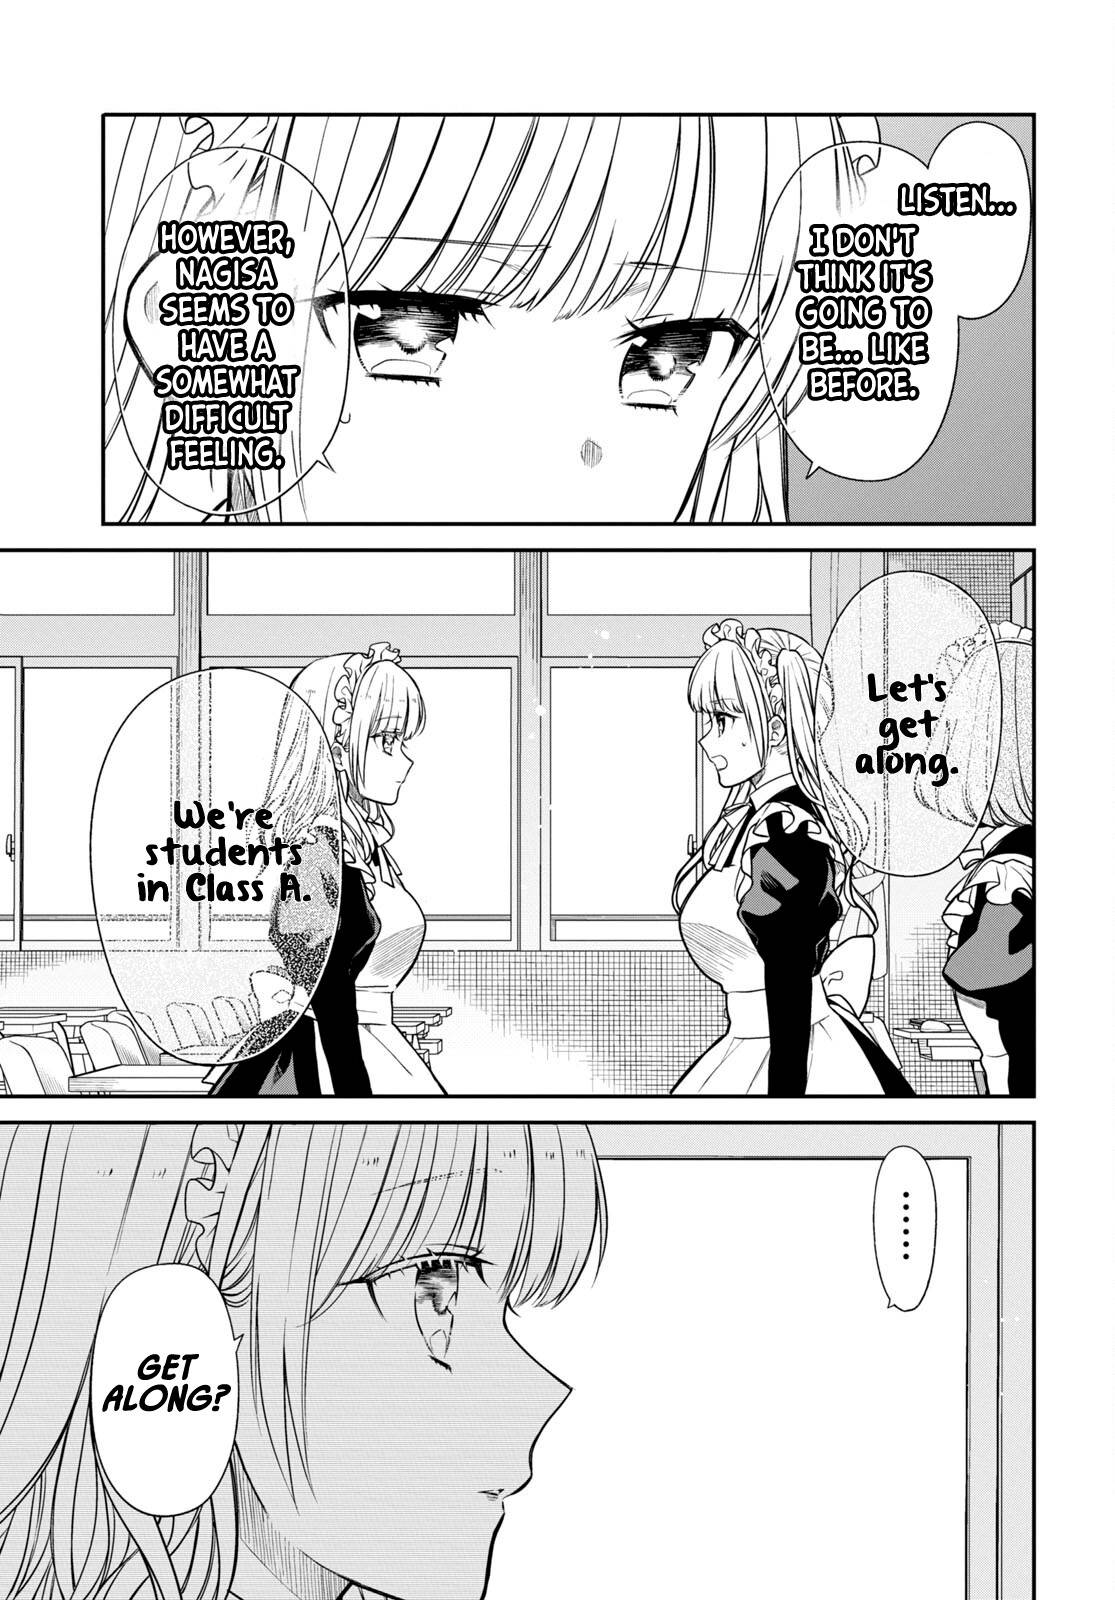 LISTEN...
I DON'T
THINK IT'S
GOING TO
BE... LIKE
BEFORE.
HOWEVER,
NAGISA
SEEMS TO
HAVE A
SOMEWHAT
DIFFICULT
FEELING.
Let's
get
along.
We're
students
in Class A.
......
GET
ALONG?